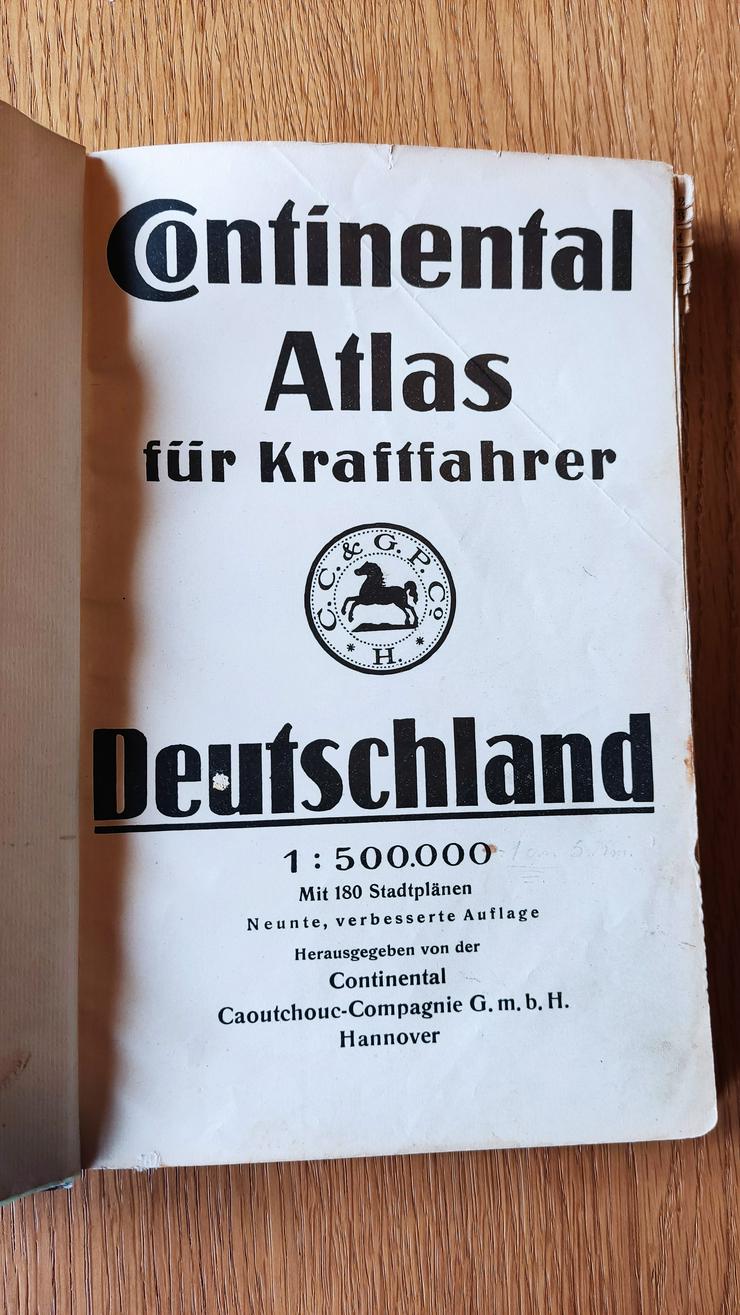 Continental
Atlas
für Kraftfahrer
C. C. & G. P. Cº
* H. *
Deutschland
1 : 500.000
Mit 180 Stadtplänen
Neunte, verbesserte Auflage
Herausgegeben von der
Continental
Caoutchouc-Compagnie G. m. b. H.
Hannover